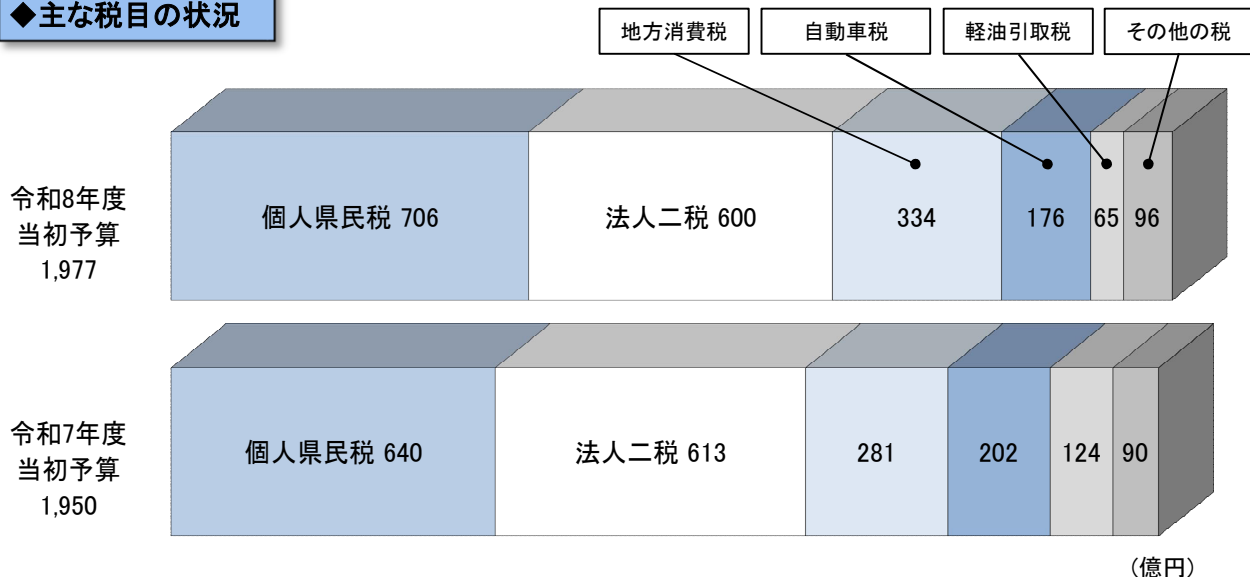 ◆主な税目の状況
地方消費税
自動車税
軽油引取税
その他の税
令和8年度
当初予算
1,977
個人県民税 706
法人二税 600
334
176
65
96
令和7年度
当初予算
1,950
個人県民税 640
法人二税 613
281
202
124
90
（億円）